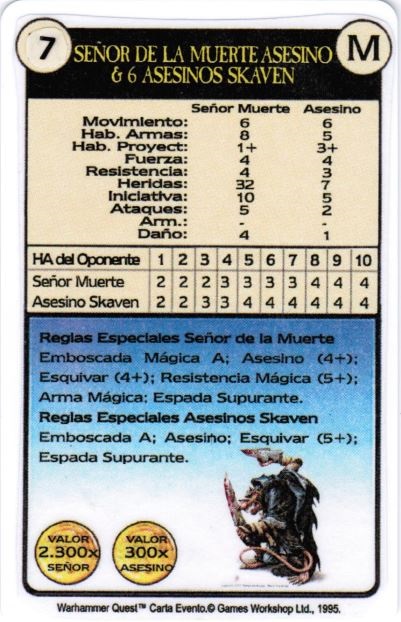 7
M
SEÑOR DE LA MUERTE ASESINO
& 6 ASESINOS SKAVEN
Señor Muerte Asesino
Movimiento: 6 6
Hab. Armas: 8 5
Hab. Proyect: 1+ 3+
Fuerza: 4 4
Resistencia: 4 3
Heridas: 32 7
Iniciativa: 10 5
Ataques: 5 2
Arm.: - -
Daño: 4 1
HA del Oponente 1 2 3 4 5 6 7 8 9 10
Señor Muerte 2 2 2 3 3 3 3 4 4 4
Asesino Skaven 2 2 3 3 4 4 4 4 4 4
Reglas Especiales Señor de la Muerte
Emboscada Mágica A; Asesino (4+);
Esquivar (4+); Resistencia Mágica (5+);
Arma Mágica; Espada Supurante.
Reglas Especiales Asesinos Skaven
Emboscada A; Asesino; Esquivar (5+);
Espada Supurante.
VALOR
2.300x
SEÑOR
VALOR
300x
ASESINO
Warhammer Quest™ Carta Evento.© Games Workshop Ltd., 1995.